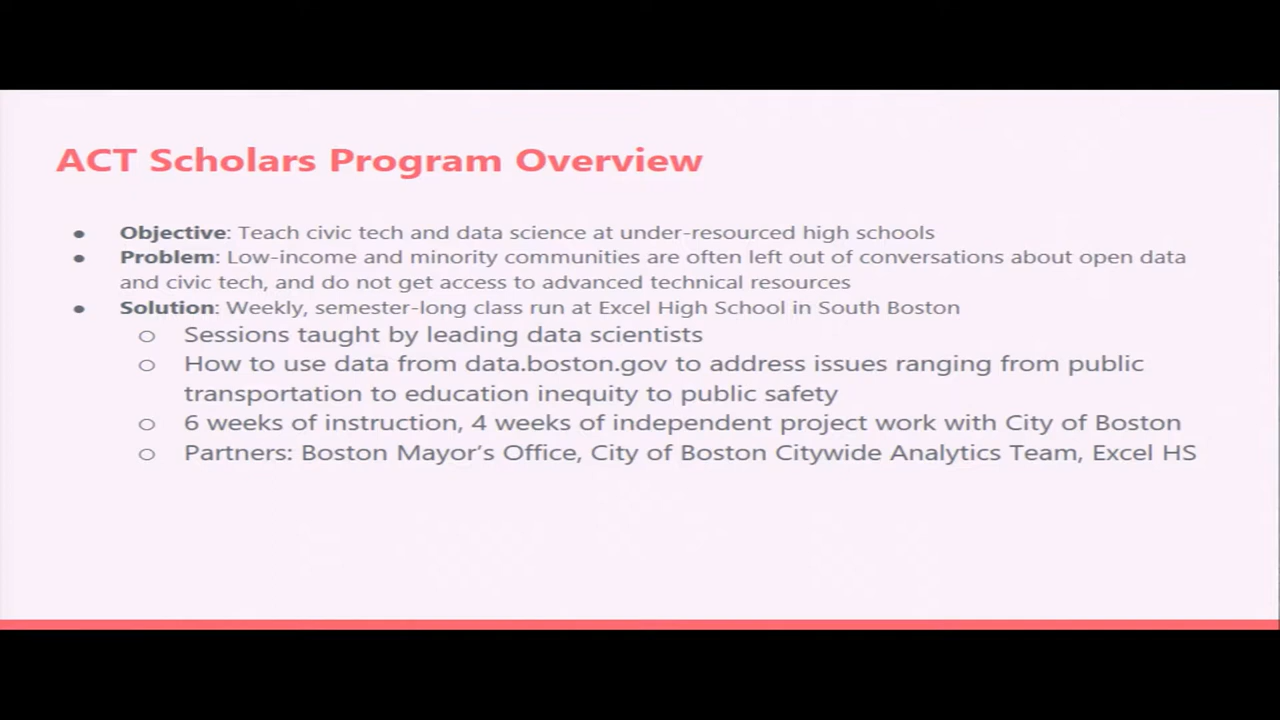 ACT Scholars Program Overview
● Objective: Teach civic tech and data science at under-resourced high schools
● Problem: Low-income and minority communities are often left out of conversations about open data
and civic tech, and do not get access to advanced technical resources
● Solution: Weekly, semester-long class run at Excel High School in South Boston
○ Sessions taught by leading data scientists
○ How to use data from data.boston.gov to address issues ranging from public
transportation to education inequity to public safety
○ 6 weeks of instruction, 4 weeks of independent project work with City of Boston
○ Partners: Boston Mayor’s Office, City of Boston Citywide Analytics Team, Excel HS